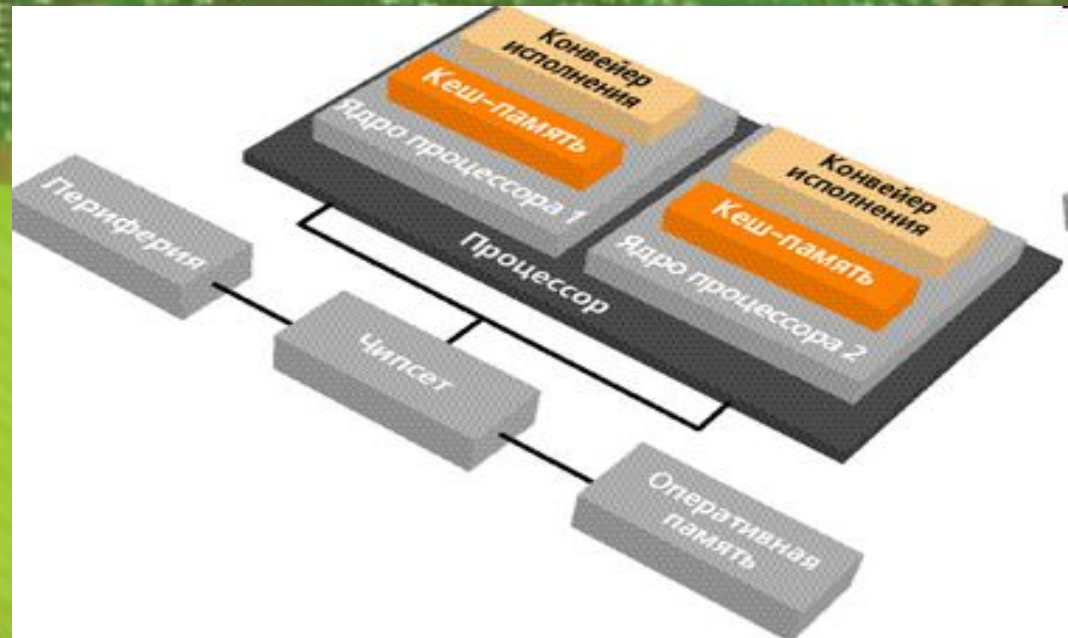 Конвейер
исполнения
Кеш-память
Ядро процессора 1
Конвейер
исполнения
Кеш-память
Ядро процессора 2
Процессор
Периферия
Чипсет
Оперативная
память